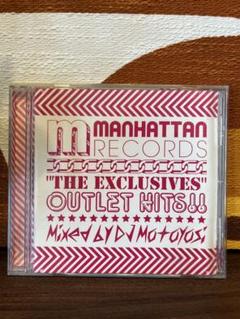 m MANHATTAN
RECORDS
"THE EXCLUSIVES"
OUTLET HITS!!
Mixed by DJ Motoyosi